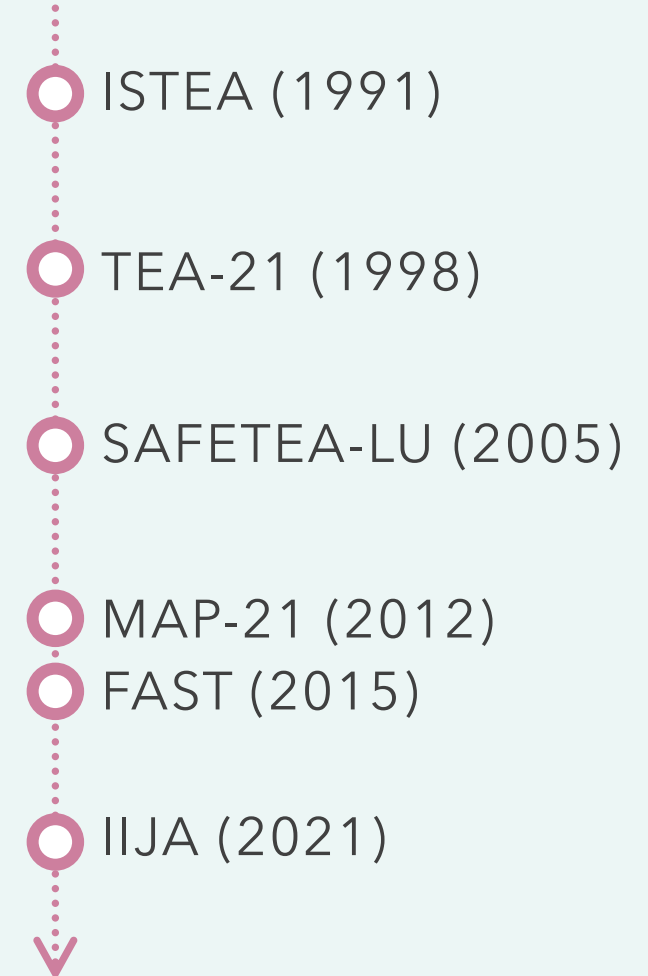 ISTEA (1991)
TEA-21 (1998)
SAFETEA-LU (2005)
MAP-21 (2012)
FAST (2015)
IIJA (2021)